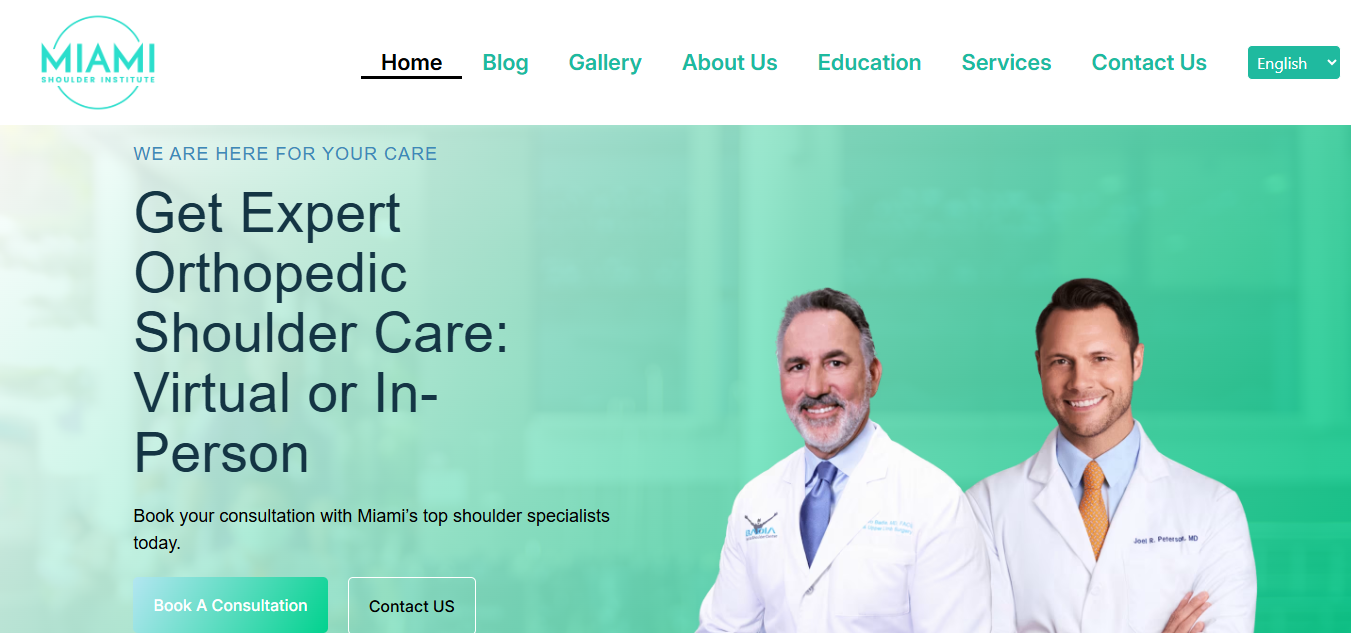 MIAMI
SHOULDER INSTITUTE
Home Blog Gallery About Us Education Services Contact Us English
WE ARE HERE FOR YOUR CARE
Get Expert
Orthopedic
Shoulder Care:
Virtual or In-
Person
Book your consultation with Miami’s top shoulder specialists
today.
Book A Consultation Contact US
BADIA
Joel R. Peterson, MD